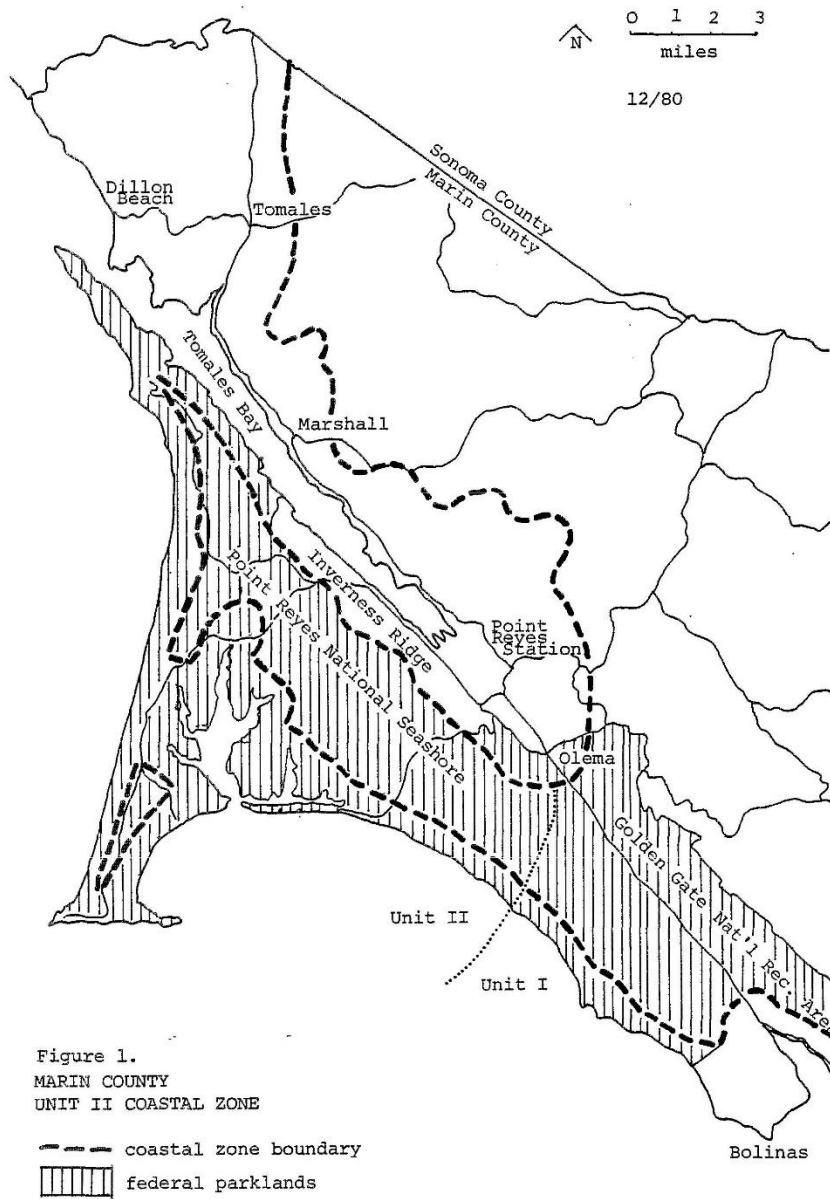 N
0 1 2 3
miles
12/80
Sonoma County
Marin County
Dillon
Beach
Tomales
Tomales Bay
Marshall
Inverness Ridge
Point Reyes National Seashore
Point
Reyes
Station
Olema
Golden Gate Nat'l Rec. Area
Unit II
Unit I
Bolinas
Figure 1.
MARIN COUNTY
UNIT II COASTAL ZONE
coastal zone boundary
federal parklands